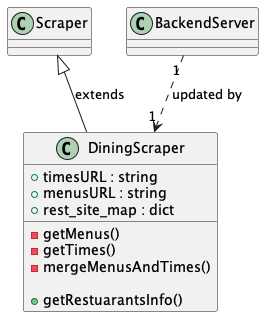 C Scraper
C BackendServer
1
extends
updated by
1
C DiningScraper
timesURL : string
menusURL : string
rest_site_map : dict
getMenus()
getTimes()
mergeMenusAndTimes()
getRestuarantsInfo()